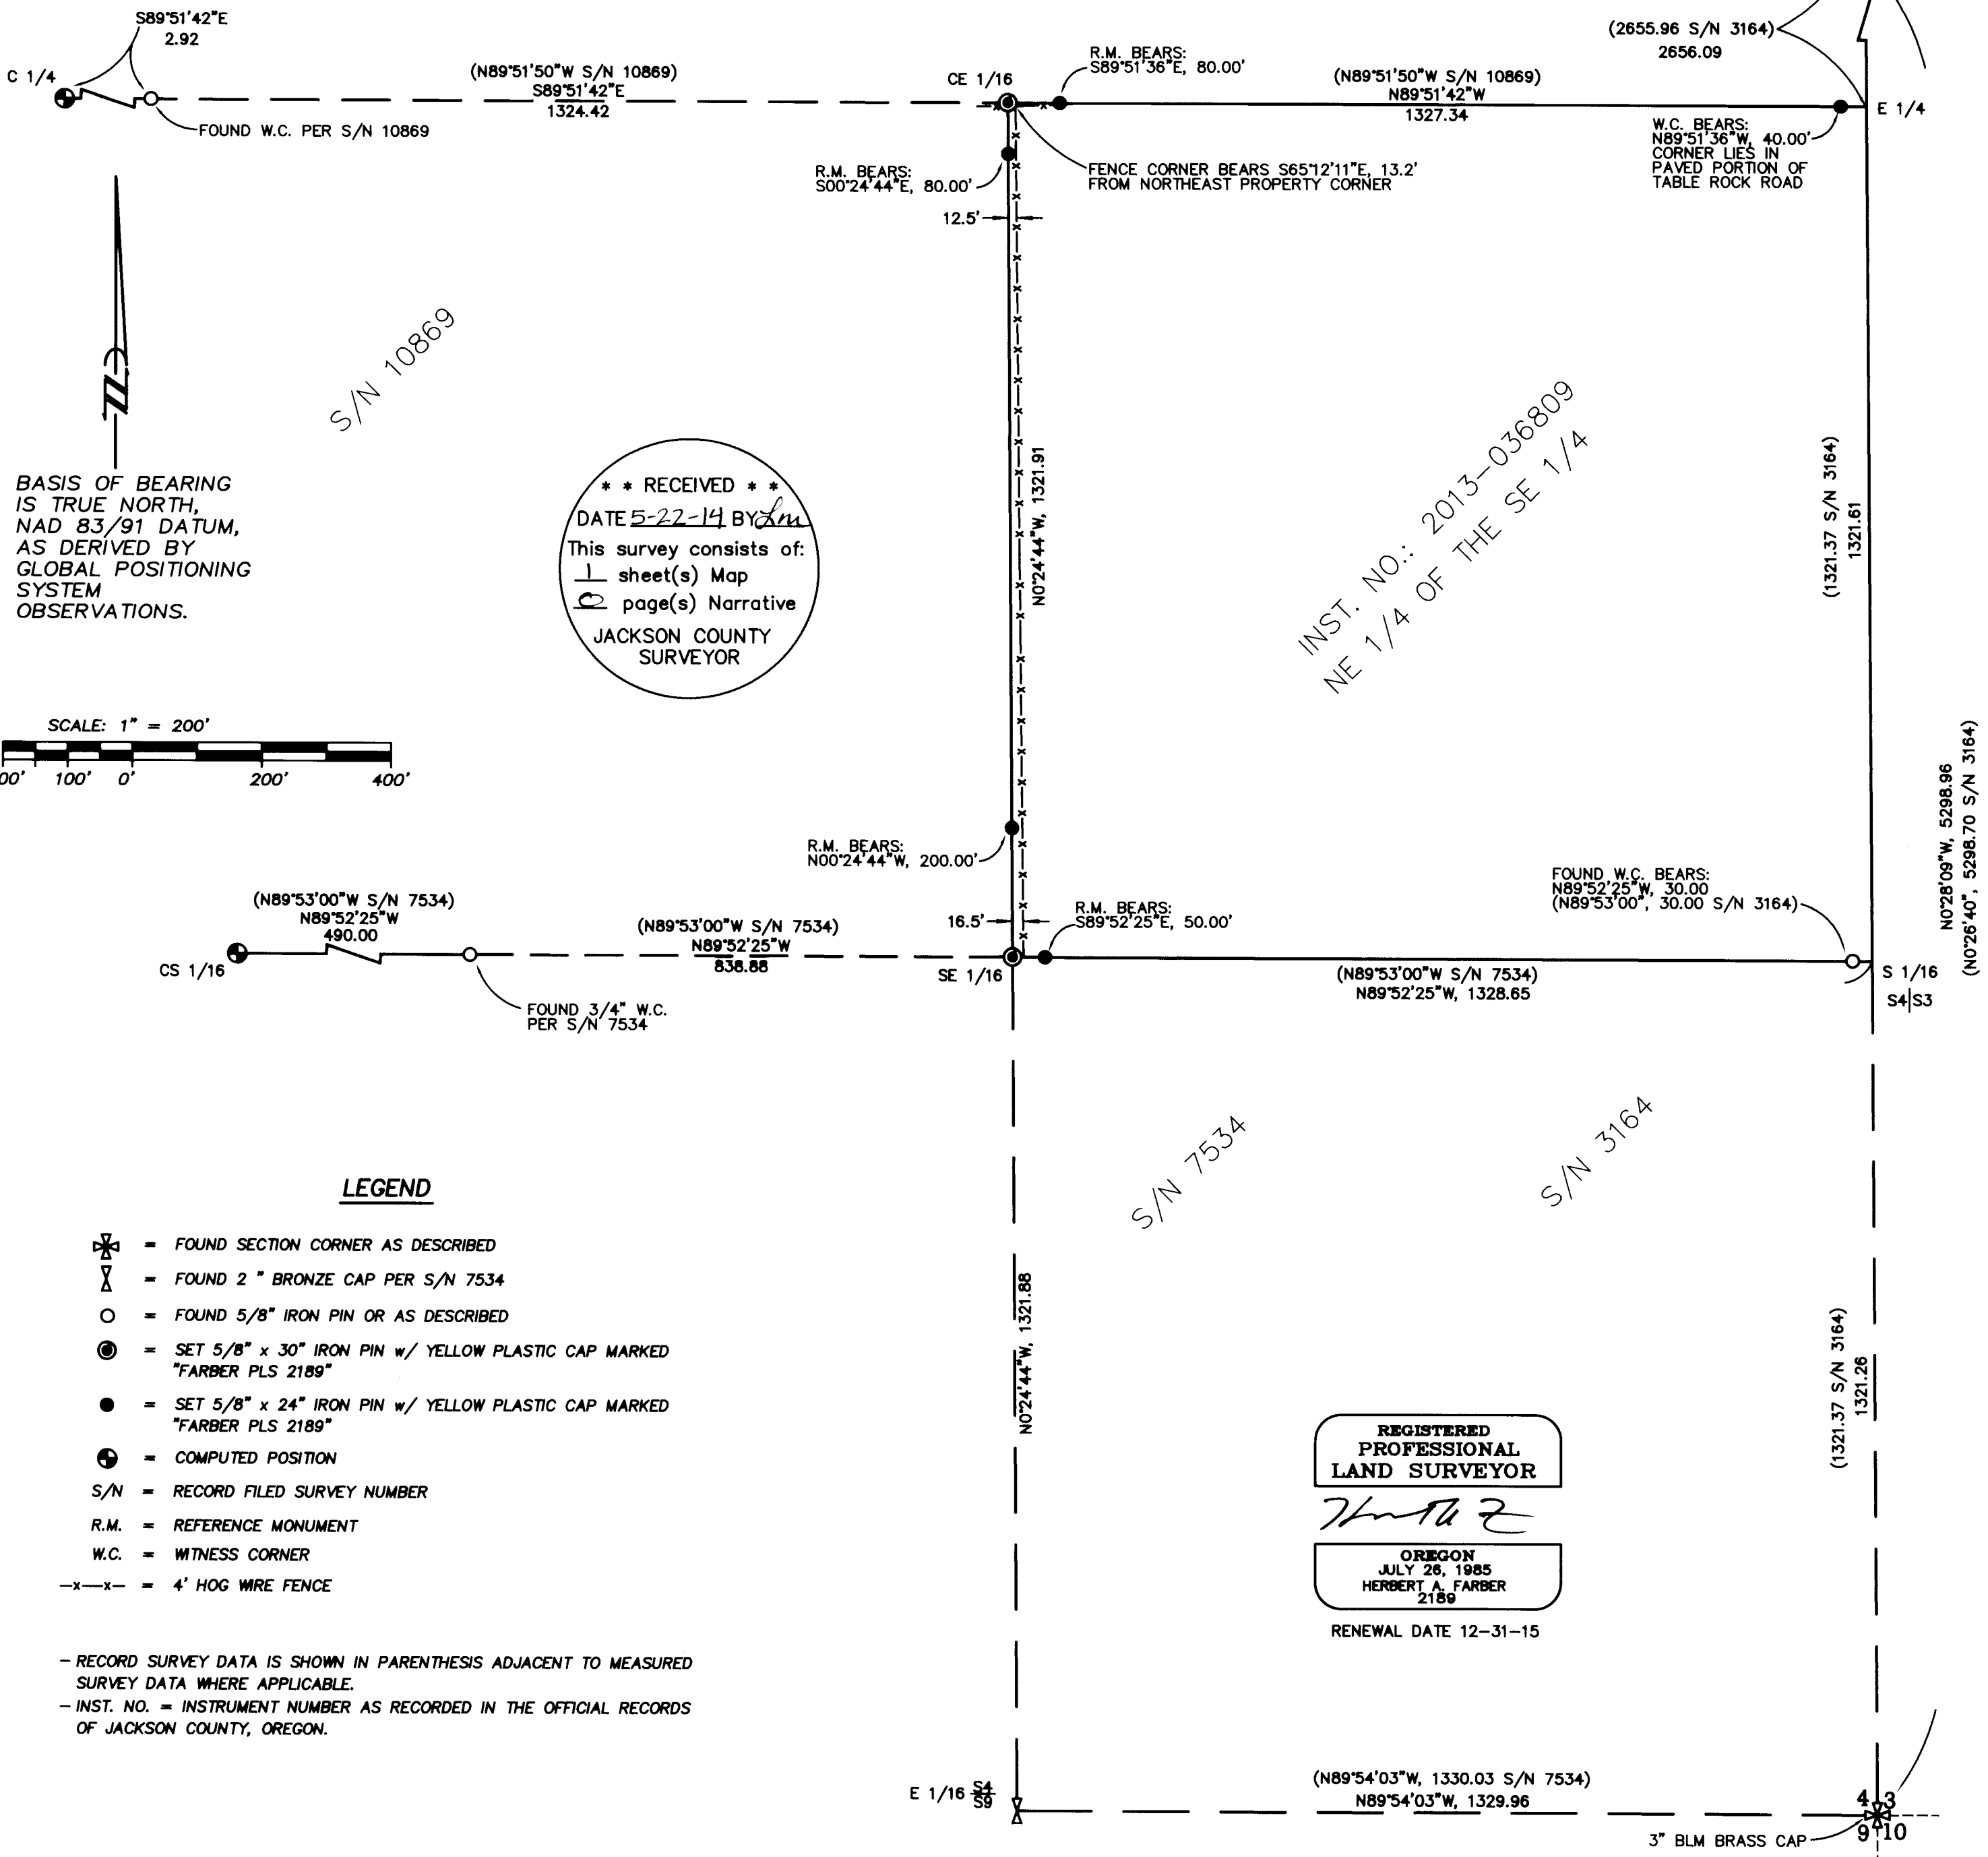 S89°51'42"E
2.92
C 1/4
(N89°51'50"W S/N 10869)
S89°51'42"E
1324.42
FOUND W.C. PER S/N 10869
CE 1/16
R.M. BEARS:
S89°51'36"E, 80.00'
(N89°51'50"W S/N 10869)
N89°51'42"W
1327.34
(2655.96 S/N 3164)
2656.09
E 1/4
W.C. BEARS:
N89°51'36"W, 40.00'
CORNER LIES IN
PAVED PORTION OF
TABLE ROCK ROAD
R.M. BEARS:
S00°24'44"E, 80.00'
FENCE CORNER BEARS S65°12'11"E, 13.2'
FROM NORTHEAST PROPERTY CORNER
12.5'
S/N 10869
BASIS OF BEARING
IS TRUE NORTH,
NAD 83/91 DATUM,
AS DERIVED BY
GLOBAL POSITIONING
SYSTEM
OBSERVATIONS.
* * RECEIVED * *
DATE 5-22-14 BY
This survey consists of:
1 sheet(s) Map
0 page(s) Narrative
JACKSON COUNTY
SURVEYOR
N0°24'44"W, 1321.91
INST. NO.: 2013-036809
NE 1/4 OF THE SE 1/4
(1321.37 S/N 3164)
1321.61
SCALE: 1" = 200'
00' 100' 0' 200' 400'
R.M. BEARS:
N00°24'44"W, 200.00'
N0°28'09"W, 5298.96
(N0°26'40", 5298.70 S/N 3164)
(N89°53'00"W S/N 7534)
N89°52'25"W
490.00
CS 1/16
FOUND 3/4" W.C.
PER S/N 7534
(N89°53'00"W S/N 7534)
N89°52'25"W
838.88
16.5'
SE 1/16
R.M. BEARS:
S89°52'25"E, 50.00'
(N89°53'00"W S/N 7534)
N89°52'25"W, 1328.65
FOUND W.C. BEARS:
N89°52'25"W, 30.00
(N89°53'00", 30.00 S/N 3164)
S 1/16
S4|S3
S/N 7534
S/N 3164
LEGEND
= FOUND SECTION CORNER AS DESCRIBED
= FOUND 2 " BRONZE CAP PER S/N 7534
= FOUND 5/8" IRON PIN OR AS DESCRIBED
= SET 5/8" x 30" IRON PIN w/ YELLOW PLASTIC CAP MARKED
"FARBER PLS 2189"
= SET 5/8" x 24" IRON PIN w/ YELLOW PLASTIC CAP MARKED
"FARBER PLS 2189"
= COMPUTED POSITION
S/N = RECORD FILED SURVEY NUMBER
R.M. = REFERENCE MONUMENT
W.C. = WITNESS CORNER
—x—x— = 4' HOG WIRE FENCE
- RECORD SURVEY DATA IS SHOWN IN PARENTHESIS ADJACENT TO MEASURED
SURVEY DATA WHERE APPLICABLE.
- INST. NO. = INSTRUMENT NUMBER AS RECORDED IN THE OFFICIAL RECORDS
OF JACKSON COUNTY, OREGON.
N0°24'44"W, 1321.88
(1321.37 S/N 3164)
1321.26
REGISTERED
PROFESSIONAL
LAND SURVEYOR
OREGON
JULY 26, 1985
HERBERT A. FARBER
2189
RENEWAL DATE 12-31-15
E 1/16 S4
S9
(N89°54'03"W, 1330.03 S/N 7534)
N89°54'03"W, 1329.96
4 3
9 10
3" BLM BRASS CAP